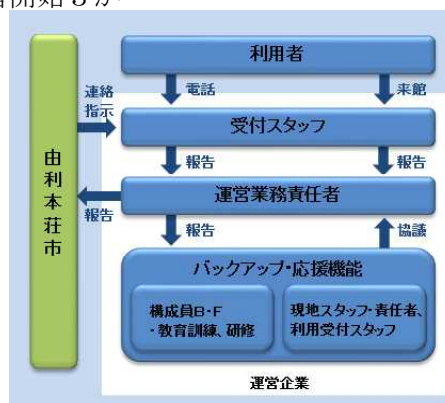 利用者
電話
来館
連絡
指示
受付スタッフ
報告
報告
由利本荘市
運営業務責任者
報告
報告
協議
バックアップ・応援機能
構成員B・F
・教育訓練、研修
現地スタッフ・責任者、
利用受付スタッフ
運営企業